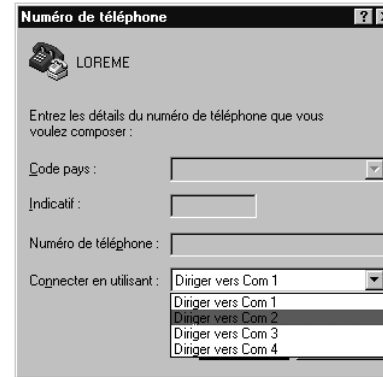 Numéro de téléphone
LOREME
Entrez les détails du numéro de téléphone que vous
voulez composer :
Code pays :
Indicatif :
Numéro de téléphone :
Connecter en utilisant : Diriger vers Com 1
Diriger vers Com 1
Diriger vers Com 2
Diriger vers Com 3
Diriger vers Com 4